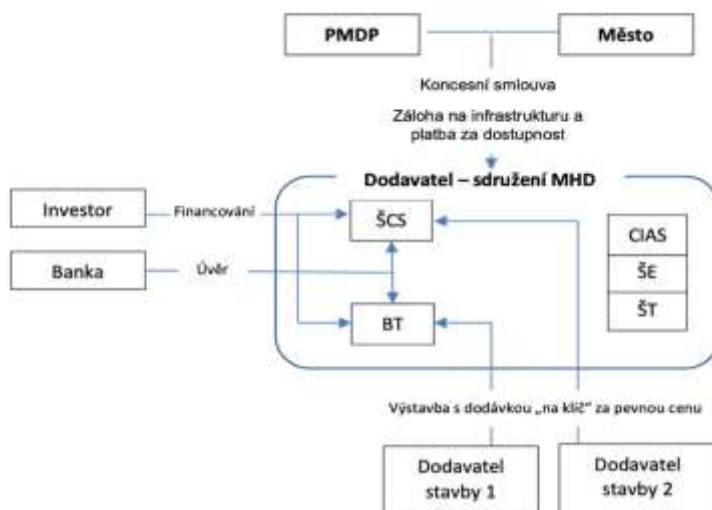 PMDP
Město
Koncesní smlouva
Záloha na infrastrukturu a
platba za dostupnost
Dodavatel – sdružení MHD
Investor
Financování
ŠCS
CIAS
Banka
Úvěr
ŠE
BT
ŠT
Výstavba s dodávkou „na klíč" za pevnou cenu
Dodavatel
stavby 1
Dodavatel
stavby 2